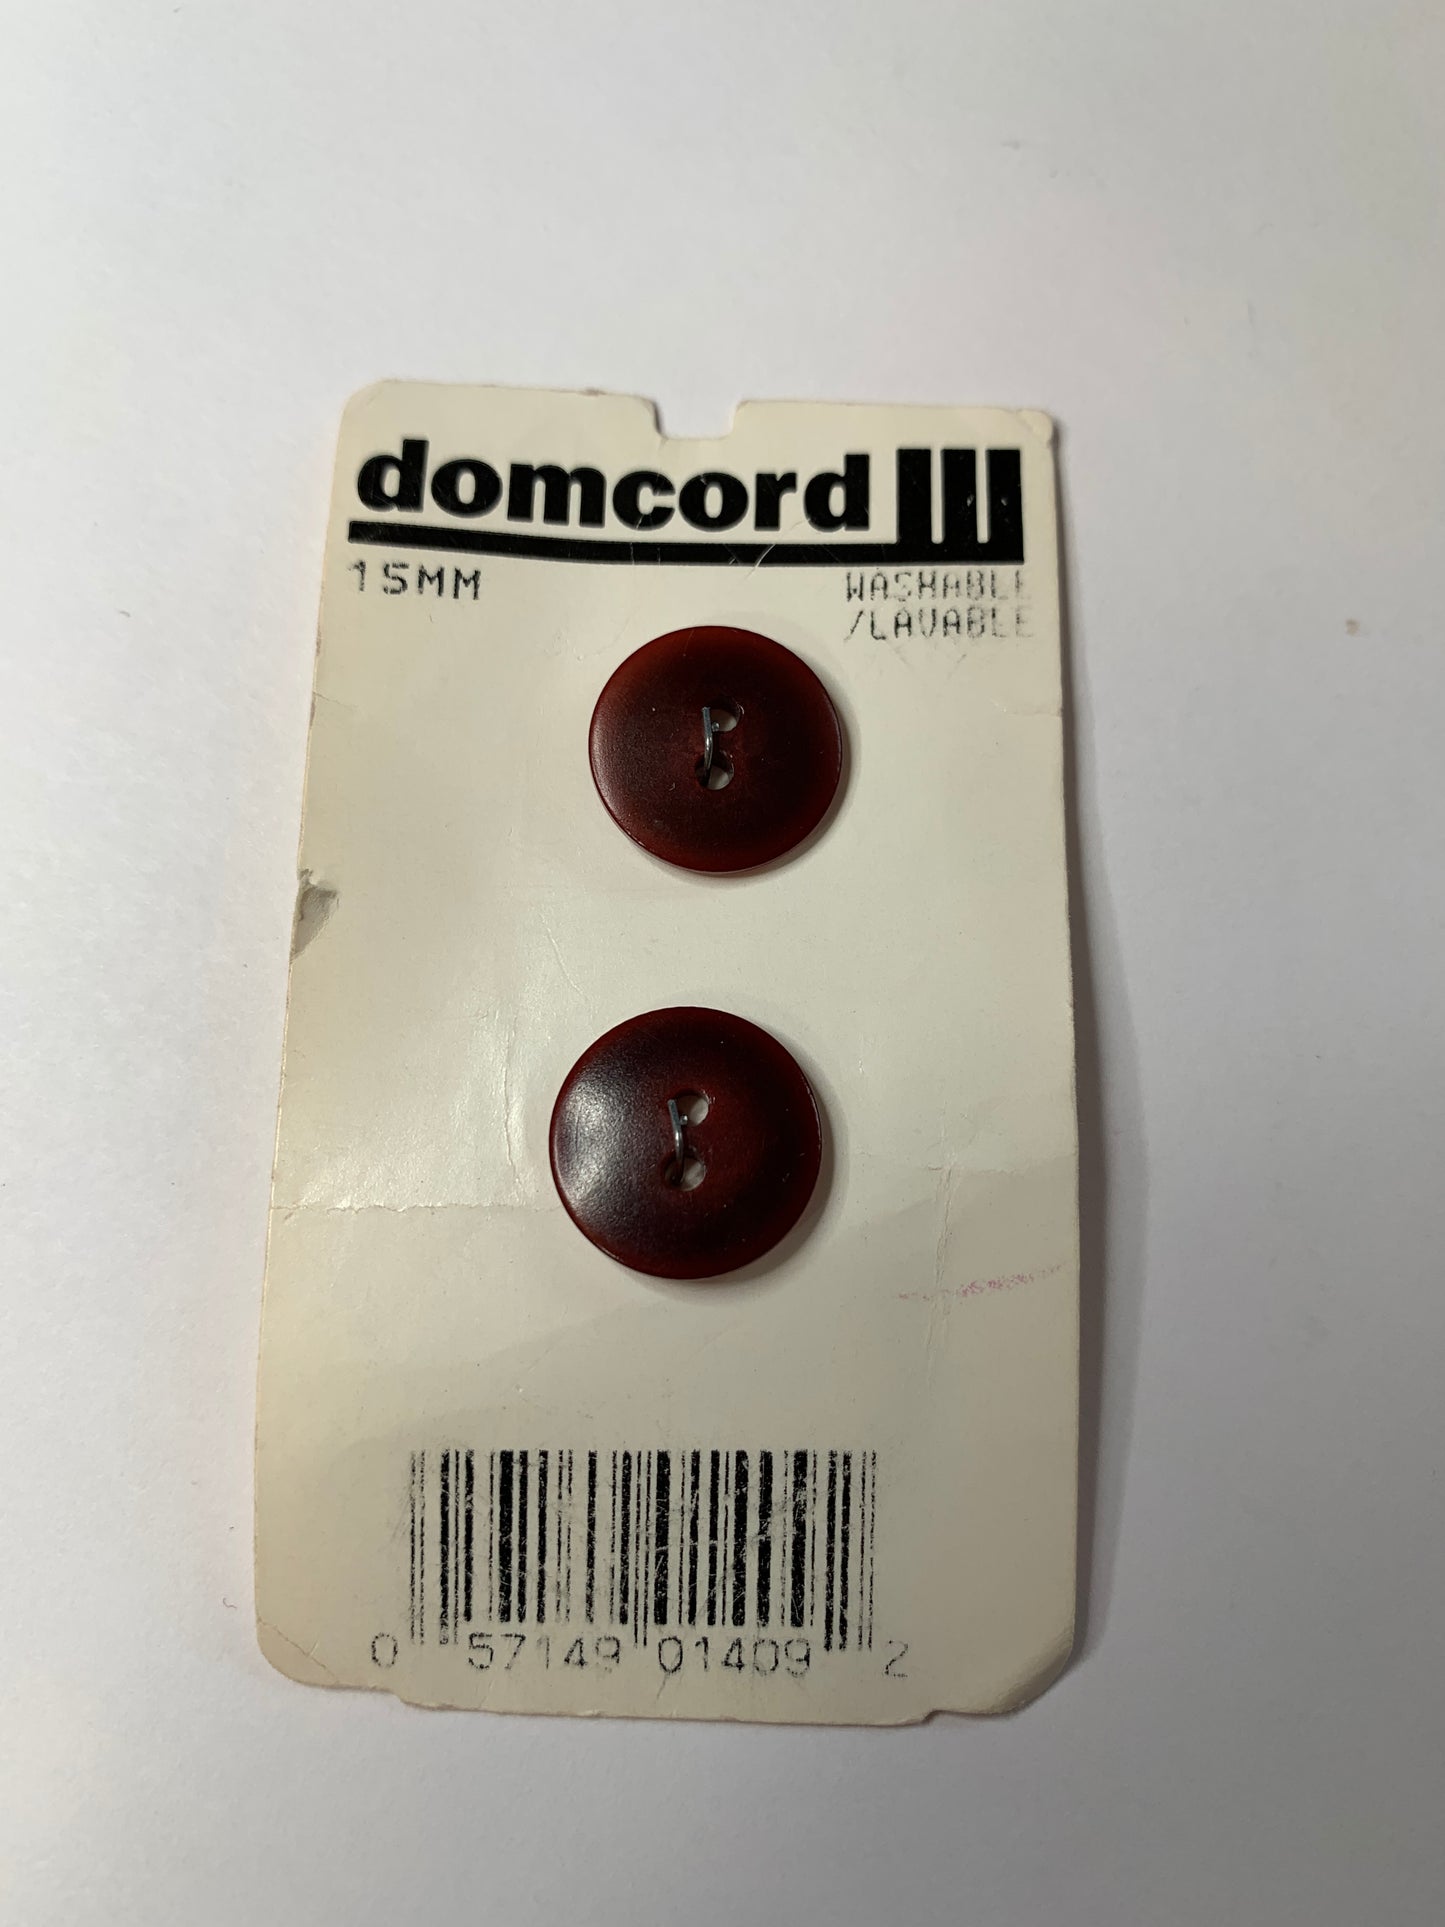 domcord
15MM
WASHABLE
/LAVABLE
0 57149 01409 2